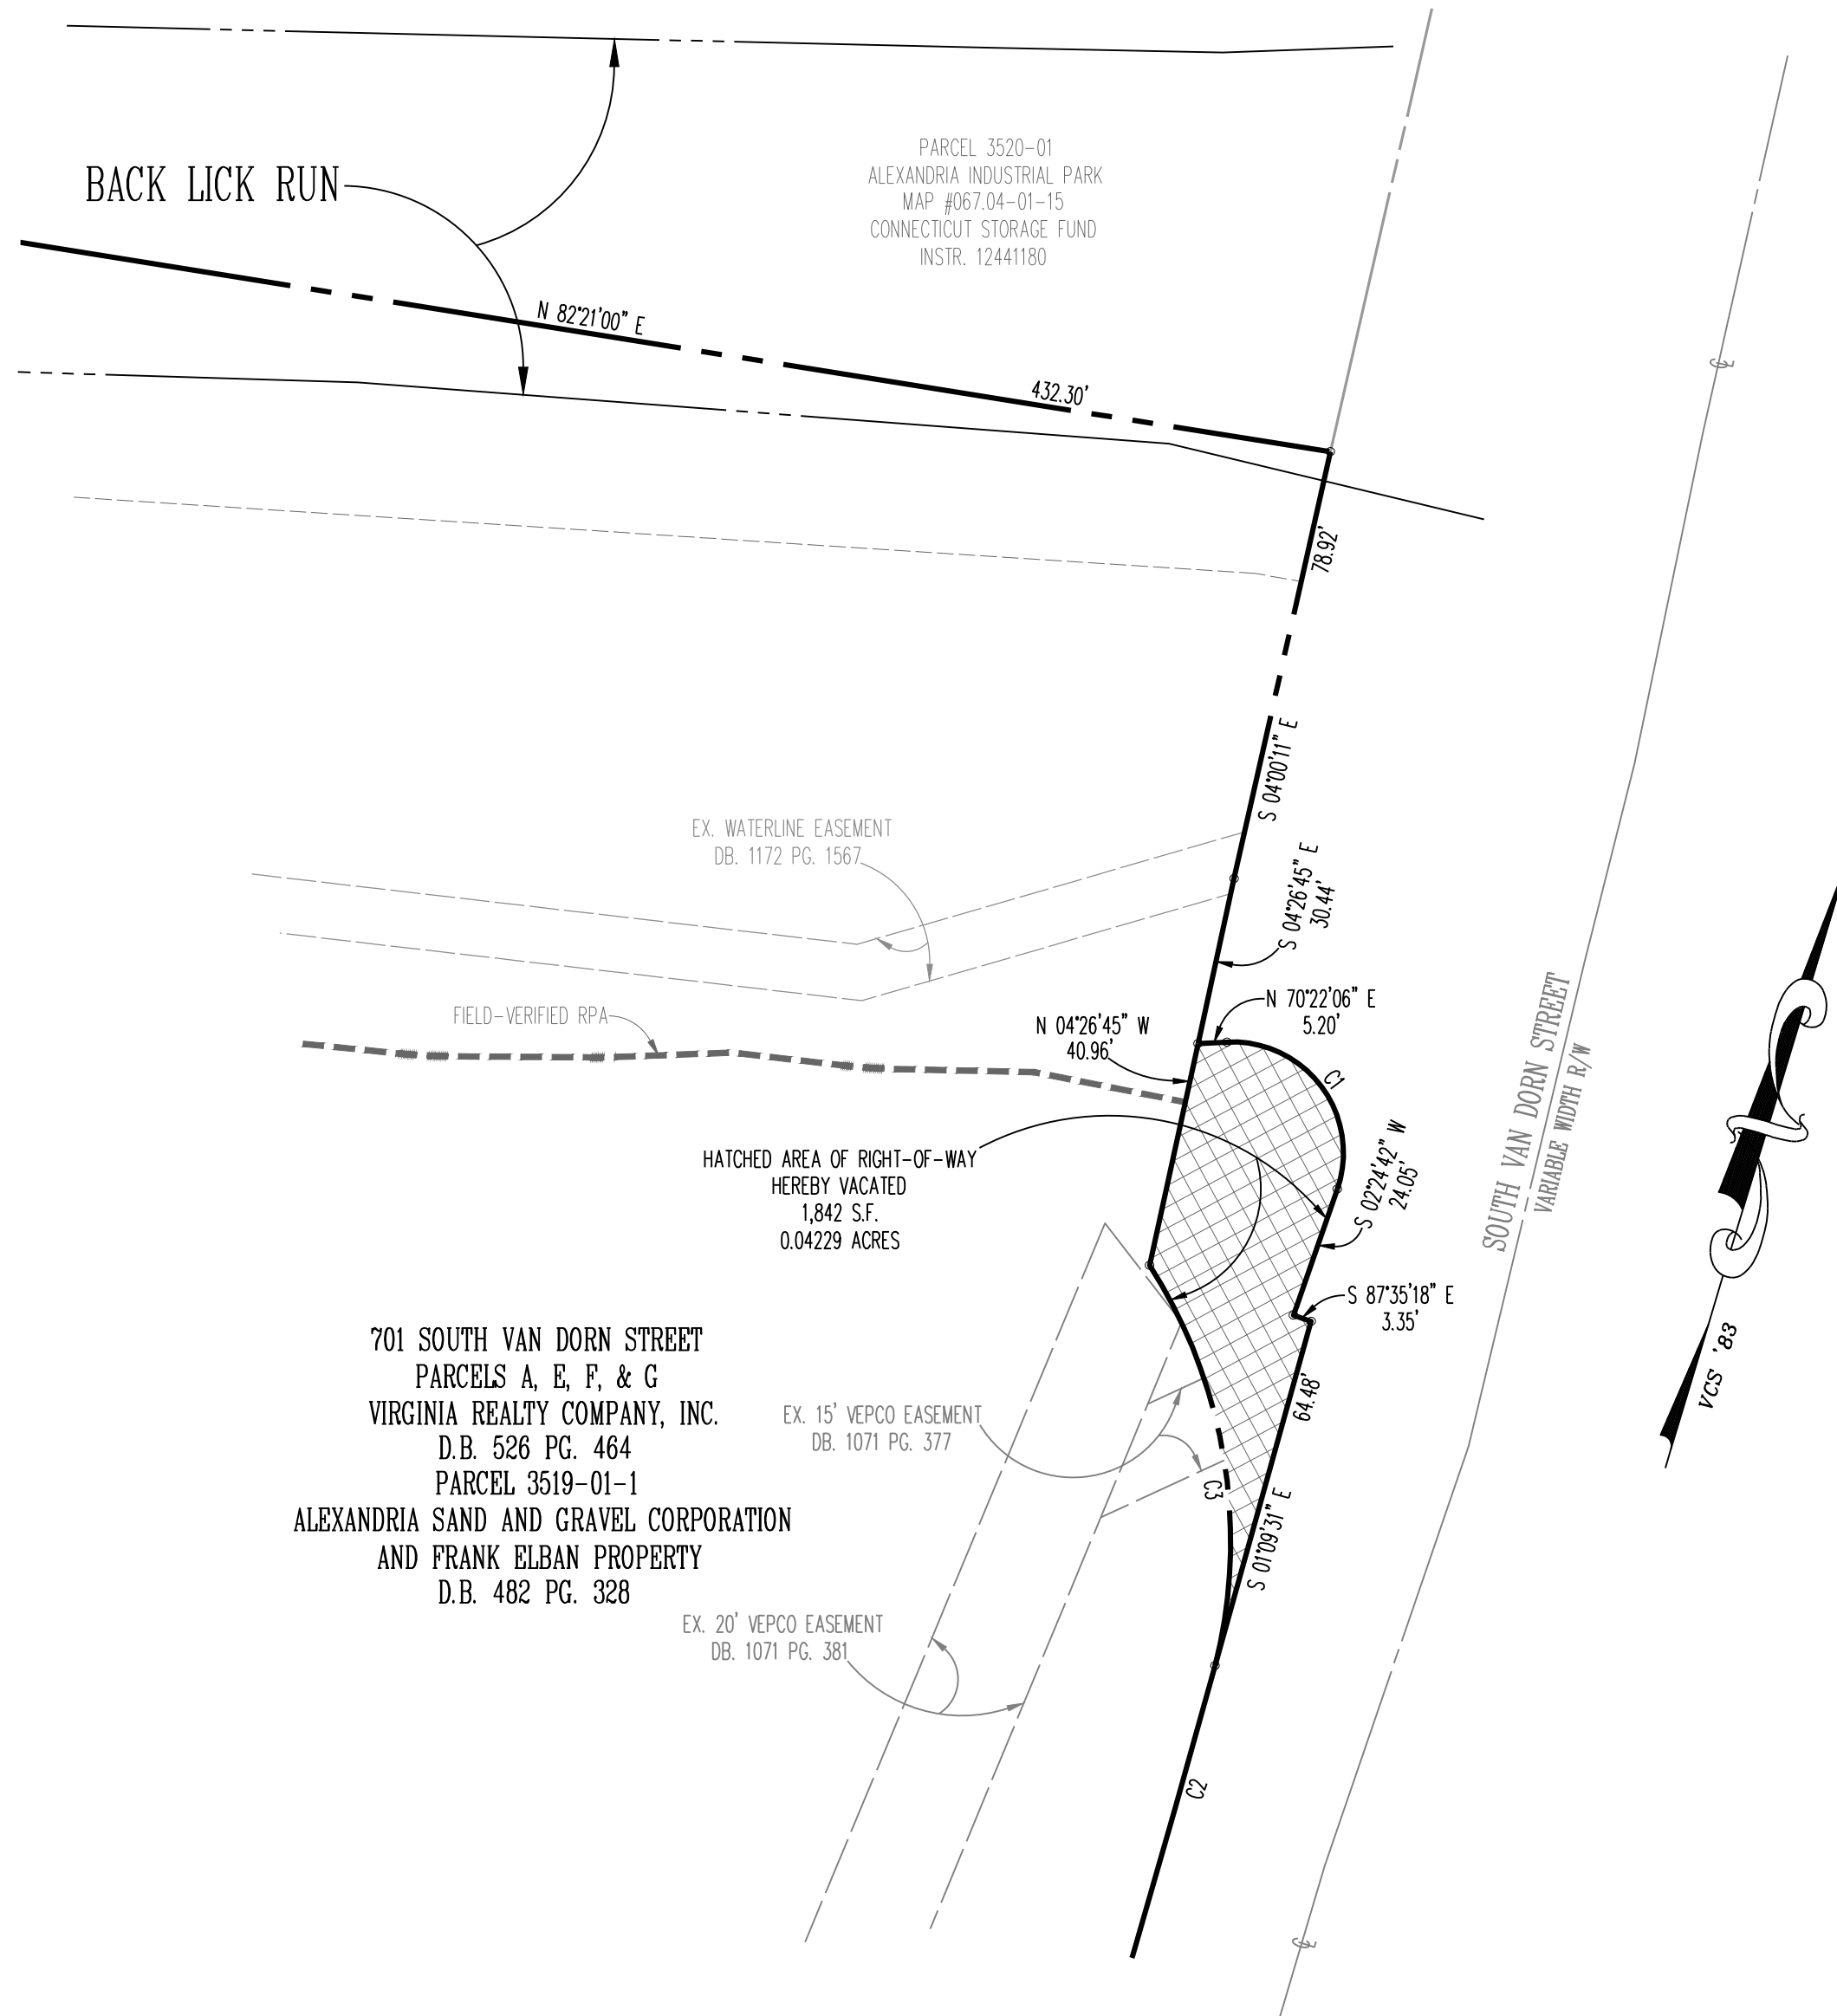 BACK LICK RUN
PARCEL 3520-01
ALEXANDRIA INDUSTRIAL PARK
MAP #067.04-01-15
CONNECTICUT STORAGE FUND
INSTR. 12441180
N 82°21'00" E
432.30'
℄
78.92'
S 04°00'11" E
EX. WATERLINE EASEMENT
DB. 1172 PG. 1567
S 04°26'45" E
30.44'
FIELD-VERIFIED RPA
N 04°26'45" W
40.96'
N 70°22'06" E
5.20'
C1
SOUTH VAN DORN STREET
VARIABLE WIDTH R/W
HATCHED AREA OF RIGHT-OF-WAY
HEREBY VACATED
1,842 S.F.
0.04229 ACRES
S 02°24'42" W
24.05'
S 87°35'18" E
3.35'
VCS '83
701 SOUTH VAN DORN STREET
PARCELS A, E, F, & G
VIRGINIA REALTY COMPANY, INC.
D.B. 526 PG. 464
PARCEL 3519-01-1
ALEXANDRIA SAND AND GRAVEL CORPORATION
AND FRANK ELBAN PROPERTY
D.B. 482 PG. 328
EX. 15' VEPCO EASEMENT
DB. 1071 PG. 377
64.48'
C3
S 01°09'31" E
EX. 20' VEPCO EASEMENT
DB. 1071 PG. 381
C2
℄